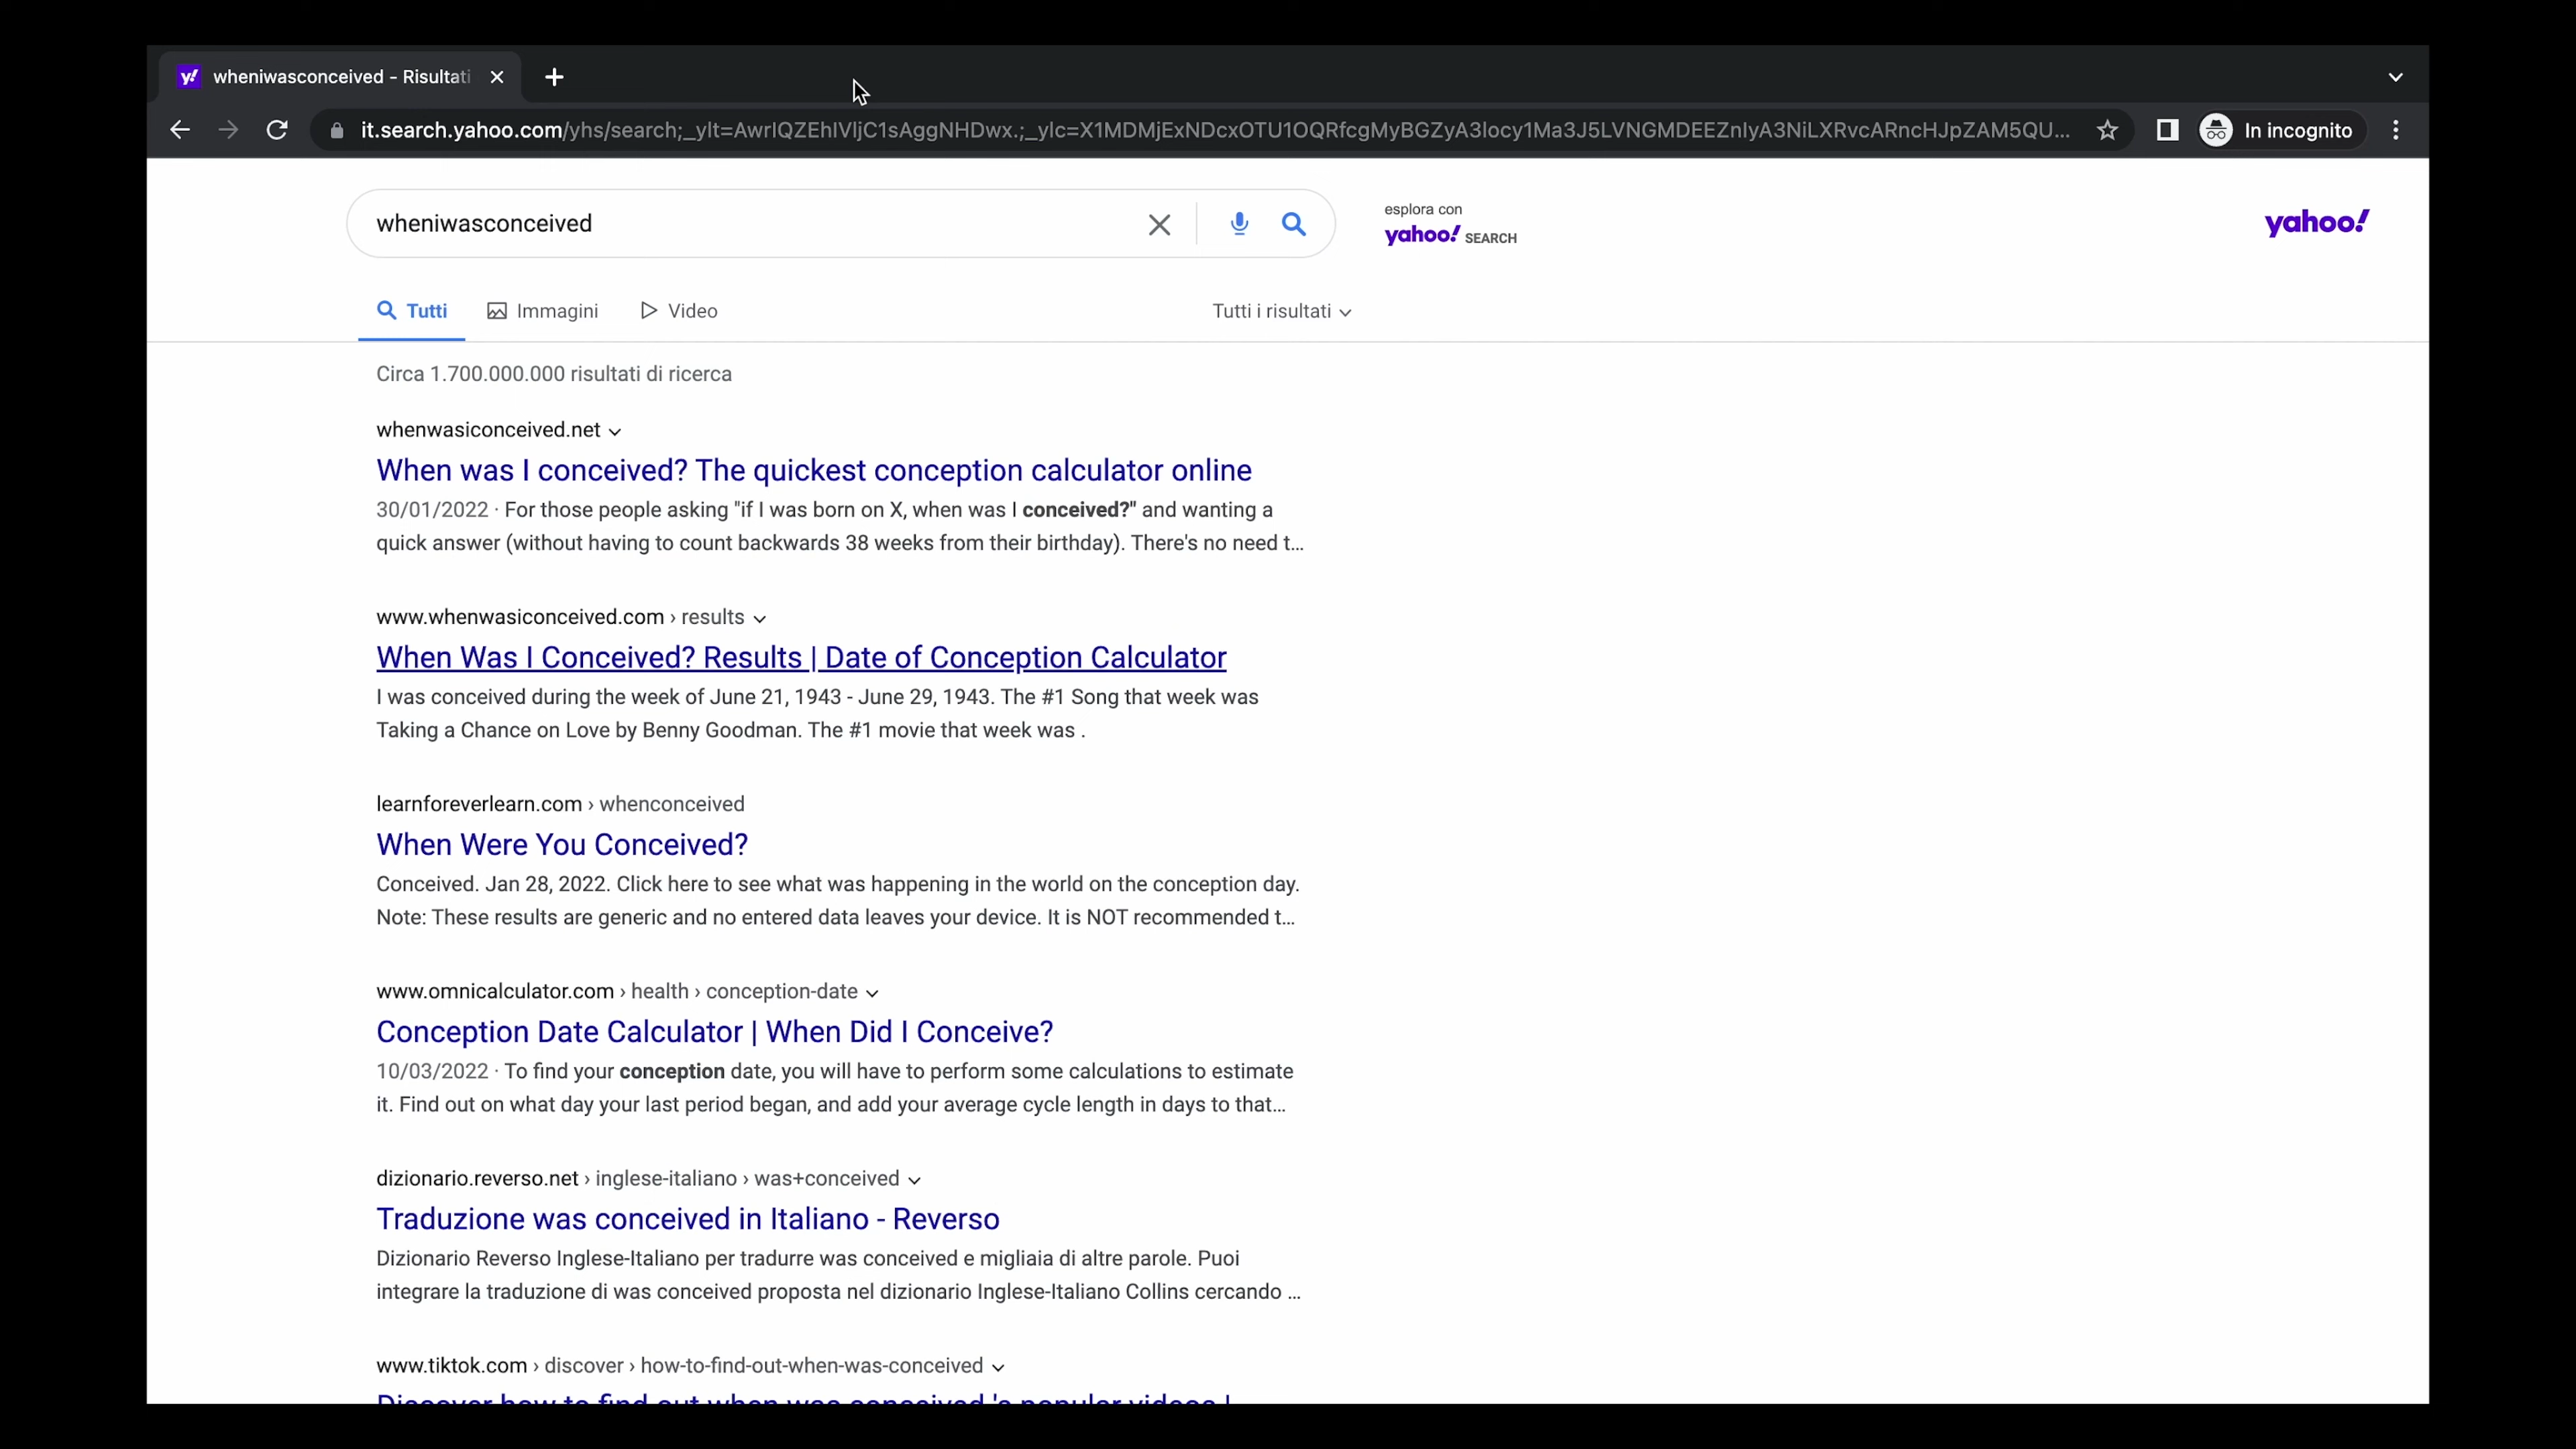 wheniwasconceived - Risultati
it.search.yahoo.com/yhs/search;_ylt=AwrIQZEhIVljC1sAggNHDwx.;_ylc=X1MDMjExNDcxOTU1OQRfcgMyBGZyA3locy1Ma3J5LVNGMDEEZnIyA3NiLXRvcARncHJpZAM5QU...
In incognito
wheniwasconceived
esplora con
yahoo! SEARCH
yahoo!
Tutti
Immagini
Video
Tutti i risultati
Circa 1.700.000.000 risultati di ricerca
whenwasiconceived.net
When was I conceived? The quickest conception calculator online
30/01/2022 · For those people asking "if I was born on X, when was I conceived?" and wanting a
quick answer (without having to count backwards 38 weeks from their birthday). There's no need t...
www.whenwasiconceived.com › results
When Was I Conceived? Results | Date of Conception Calculator
I was conceived during the week of June 21, 1943 - June 29, 1943. The #1 Song that week was
Taking a Chance on Love by Benny Goodman. The #1 movie that week was .
learnforeverlearn.com › whenconceived
When Were You Conceived?
Conceived. Jan 28, 2022. Click here to see what was happening in the world on the conception day.
Note: These results are generic and no entered data leaves your device. It is NOT recommended t...
www.omnicalculator.com › health › conception-date
Conception Date Calculator | When Did I Conceive?
10/03/2022 · To find your conception date, you will have to perform some calculations to estimate
it. Find out on what day your last period began, and add your average cycle length in days to that...
dizionario.reverso.net › inglese-italiano › was+conceived
Traduzione was conceived in Italiano - Reverso
Dizionario Reverso Inglese-Italiano per tradurre was conceived e migliaia di altre parole. Puoi
integrare la traduzione di was conceived proposta nel dizionario Inglese-Italiano Collins cercando ...
www.tiktok.com › discover › how-to-find-out-when-was-conceived
Discover how to find out when was conceived 's popular videos |